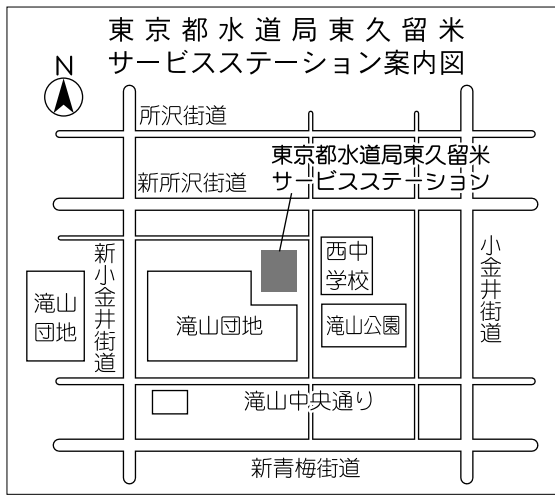 東京都水道局東久留米
サービスステーション案内図
N
所沢街道
東京都水道局東久留米
サービスステーション
新所沢街道
新小金井街道
小金井街道
西中
学校
滝山
団地
滝山団地
滝山公園
滝山中央通り
新青梅街道